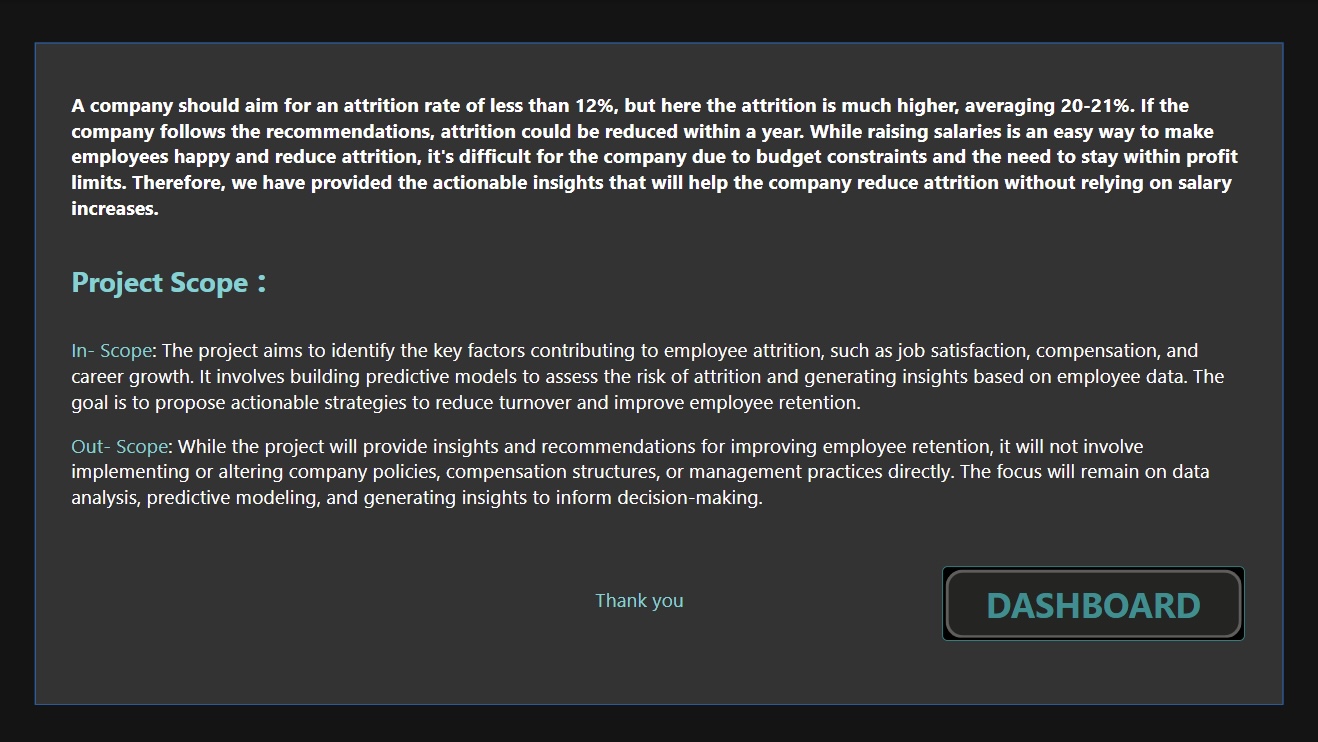 A company should aim for an attrition rate of less than 12%, but here the attrition is much higher, averaging 20-21%. If the
company follows the recommendations, attrition could be reduced within a year. While raising salaries is an easy way to make
employees happy and reduce attrition, it's difficult for the company due to budget constraints and the need to stay within profit
limits. Therefore, we have provided the actionable insights that will help the company reduce attrition without relying on salary
increases.
Project Scope :
In- Scope: The project aims to identify the key factors contributing to employee attrition, such as job satisfaction, compensation, and
career growth. It involves building predictive models to assess the risk of attrition and generating insights based on employee data. The
goal is to propose actionable strategies to reduce turnover and improve employee retention.
Out- Scope: While the project will provide insights and recommendations for improving employee retention, it will not involve
implementing or altering company policies, compensation structures, or management practices directly. The focus will remain on data
analysis, predictive modeling, and generating insights to inform decision-making.
Thank you
DASHBOARD